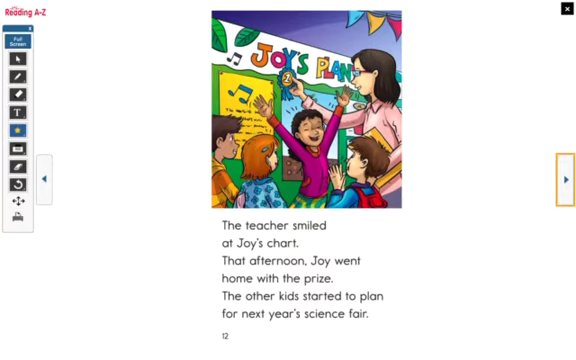 Reading A-Z
Full
Screen
T
JOY'S PLAN
1
The teacher smiled
at Joy's chart.
That afternoon, Joy went
home with the prize.
The other kids started to plan
for next year's science fair.
12